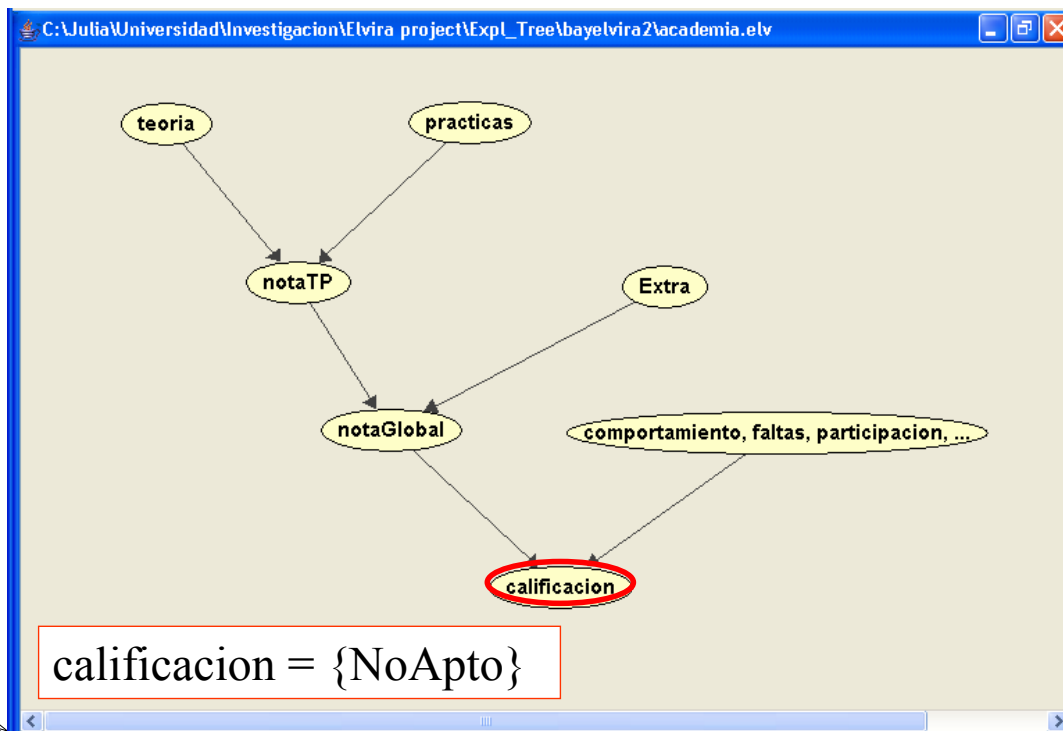 C:\Julia\Universidad\Investigacion\Elvira project\Expl_Tree\bayelvira2\academia.elv
teoria
practicas
notaTP
Extra
notaGlobal
comportamiento, faltas, participacion, ...
calificacion
calificacion = {NoApto}